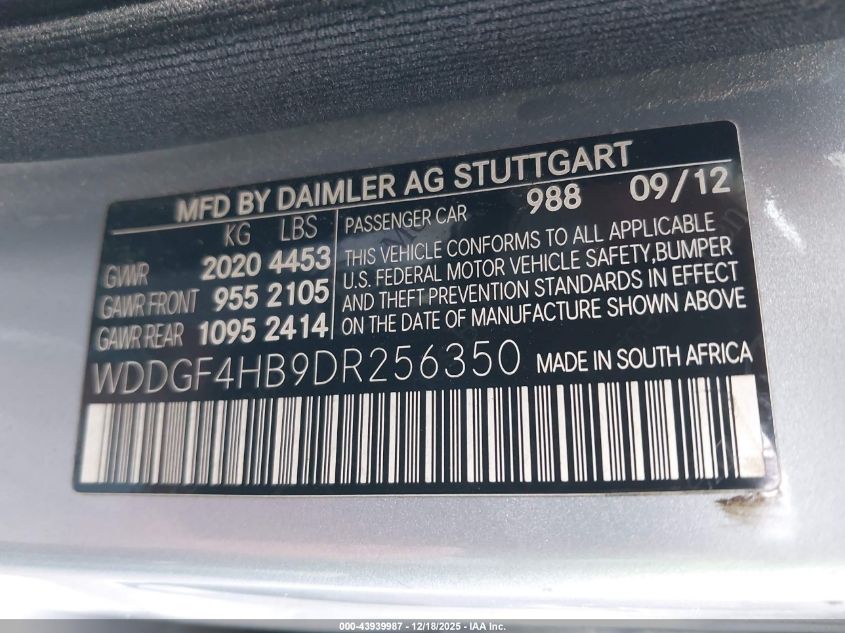 MFD BY DAIMLER AG STUTTGART
KG LBS
GVWR 2020 4453
GAWR FRONT 955 2105
GAWR REAR 1095 2414
PASSENGER CAR 988 09/12
THIS VEHICLE CONFORMS TO ALL APPLICABLE
U.S. FEDERAL MOTOR VEHICLE SAFETY,BUMPER
AND THEFT PREVENTION STANDARDS IN EFFECT
ON THE DATE OF MANUFACTURE SHOWN ABOVE
WDDGF4HB9DR256350 MADE IN SOUTH AFRICA
000-43939987 - 12/18/2025 - IAA Inc.